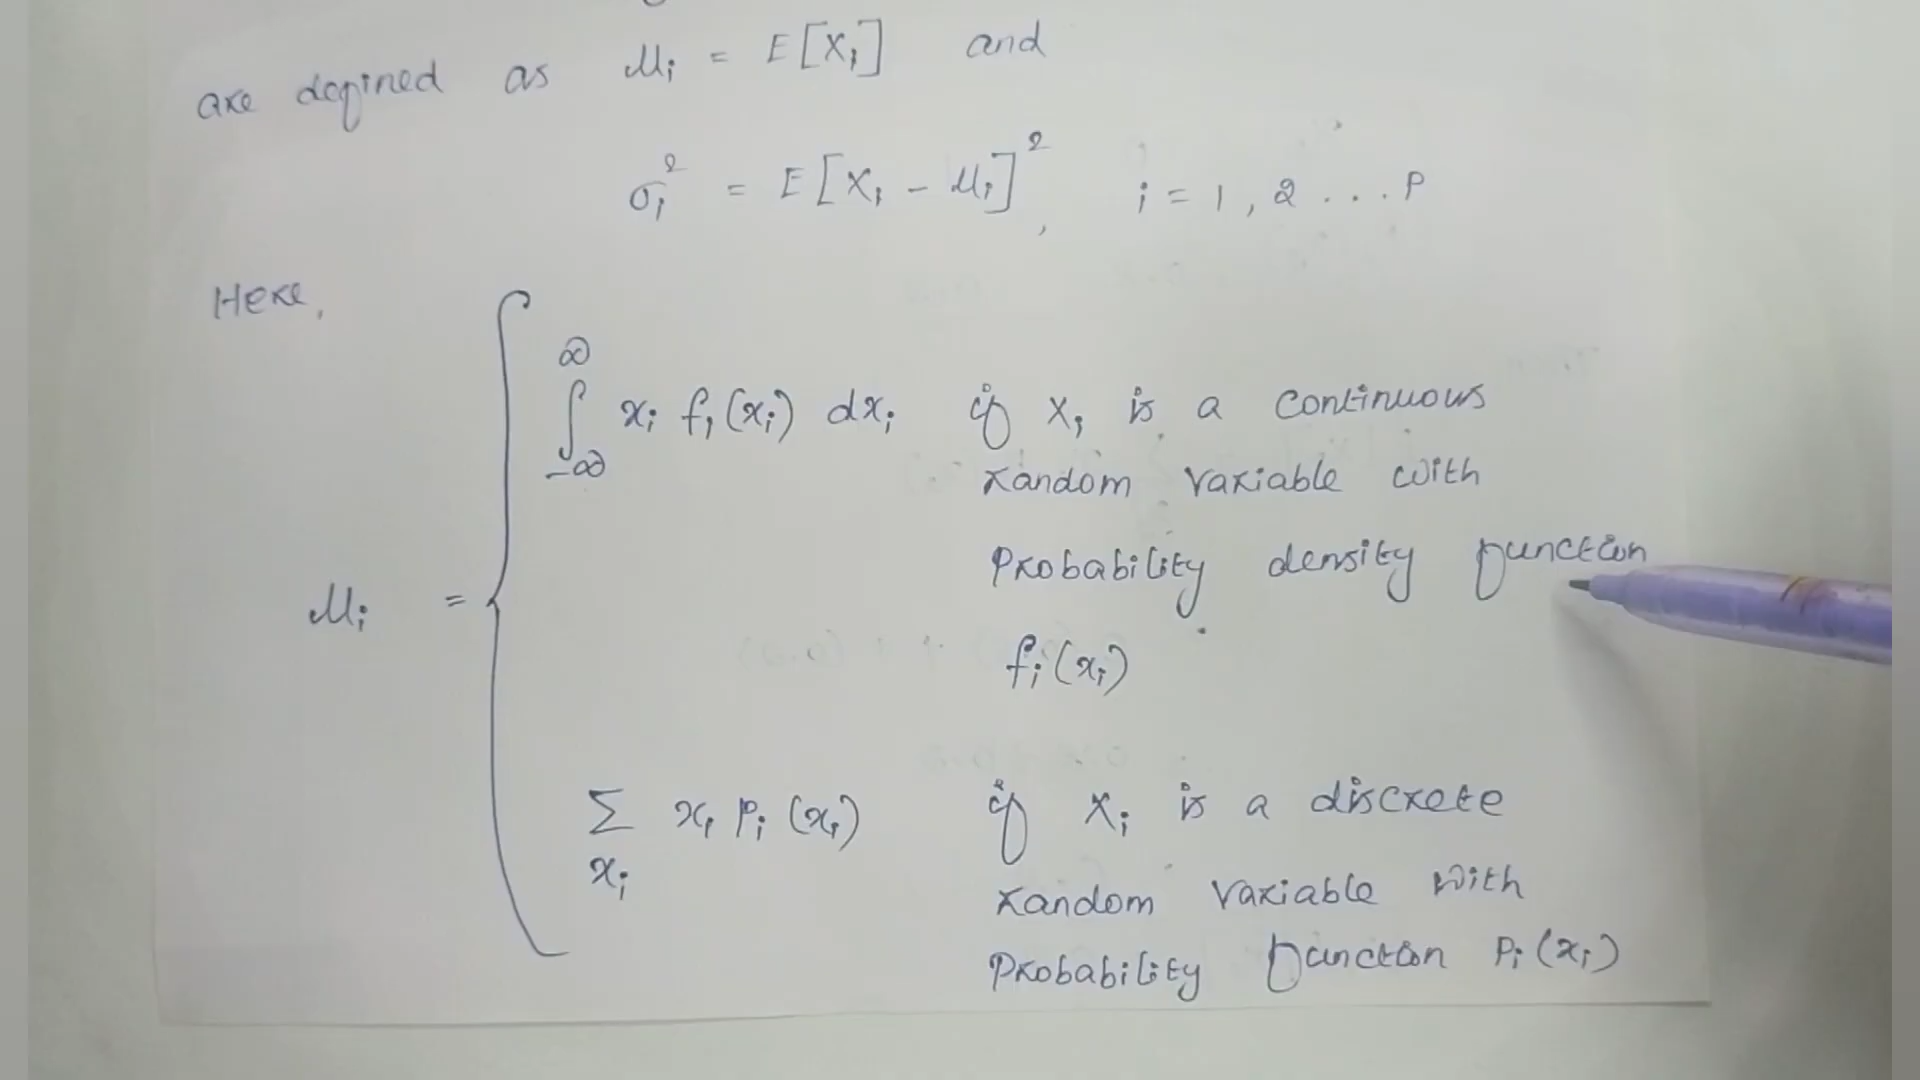 are defined as μi = E[Xi] and
σi² = E[Xi - μi]², i = 1, 2 ... p
Here,
∞
∫ xi fi(xi) dxi if Xi is a continuous
-∞
random variable with
Probability density function
μi = {
fi(xi)
Σ xi pi(xi) if Xi is a discrete
xi
random variable with
Probability function Pi(xi)